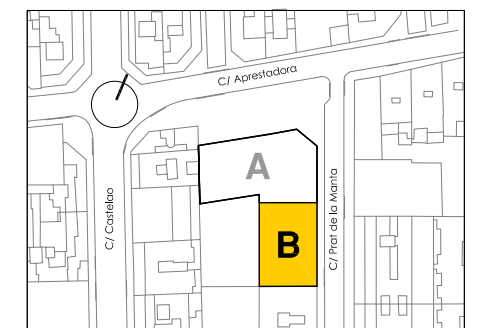 C/ Aprestadora
A
C/ Castelao
C/ Prat de la Manta
B